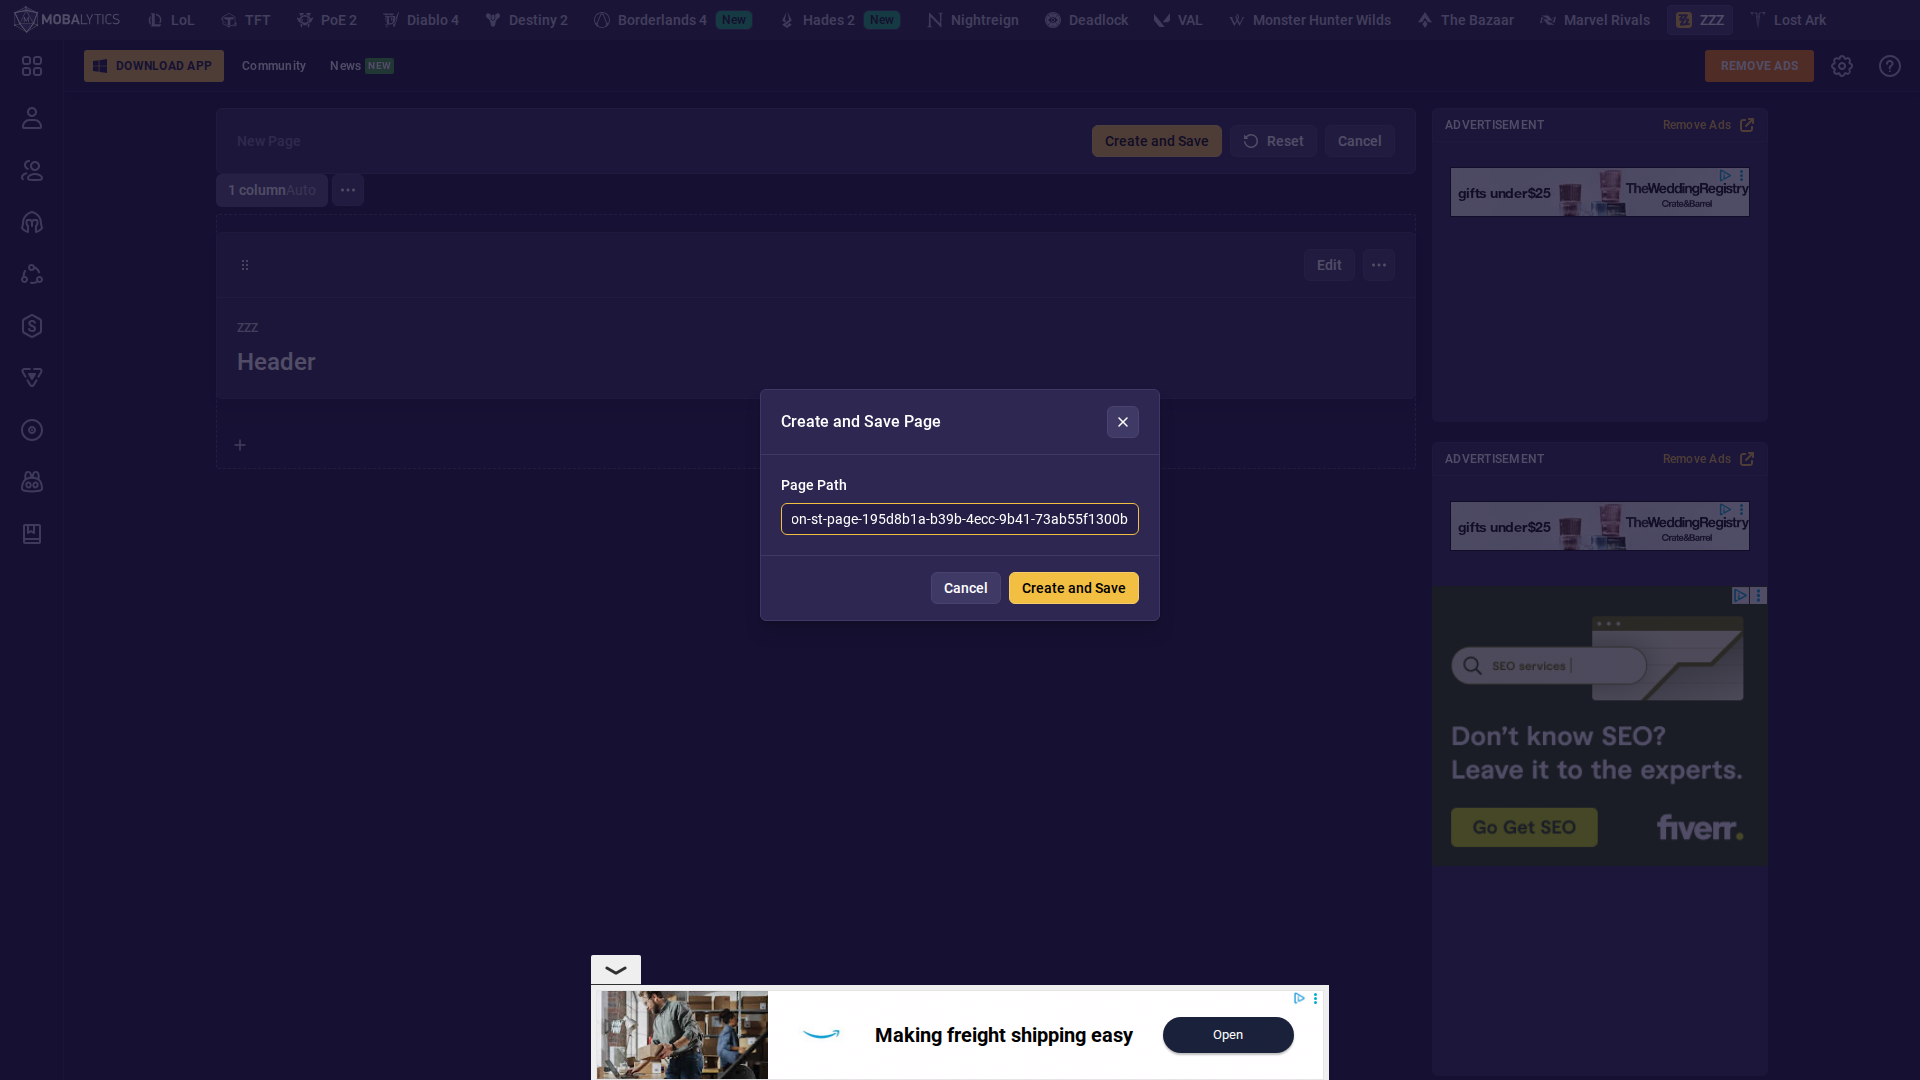 MOBALYTICS
LoL
TFT
PoE 2
Diablo 4
Destiny 2
Borderlands 4 New
Hades 2 New
Nightreign
Deadlock
VAL
Monster Hunter Wilds
The Bazaar
Marvel Rivals
ZZZ
Lost Ark
DOWNLOAD APP
Community
News NEW
REMOVE ADS
New Page
Create and Save
Reset
Cancel
1 column Auto
Edit
ZZZ
Header
Create and Save Page
Page Path
on-st-page-195d8b1a-b39b-4ecc-9b41-73ab55f1300b
Cancel
Create and Save
ADVERTISEMENT
Remove Ads
gifts under $25
TheWeddingRegistry
Crate&Barrel
ADVERTISEMENT
Remove Ads
gifts under $25
TheWeddingRegistry
Crate&Barrel
SEO services
Don't know SEO?
Leave it to the experts.
Go Get SEO
fiverr.
Making freight shipping easy
Open